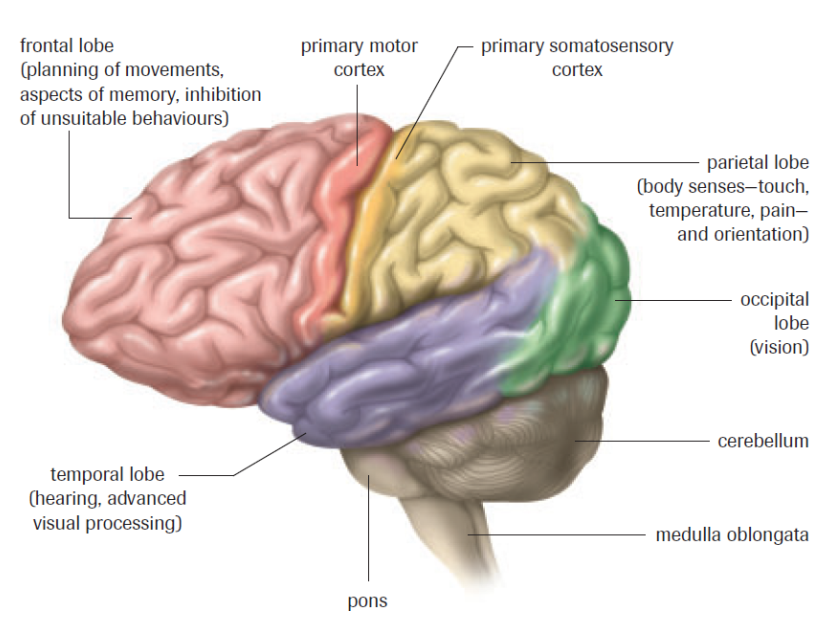 frontal lobe
(planning of movements,
aspects of memory, inhibition
of unsuitable behaviours)
primary motor
cortex
primary somatosensory
cortex
parietal lobe
(body senses—touch,
temperature, pain—
and orientation)
occipital
lobe
(vision)
cerebellum
temporal lobe
(hearing, advanced
visual processing)
medulla oblongata
pons